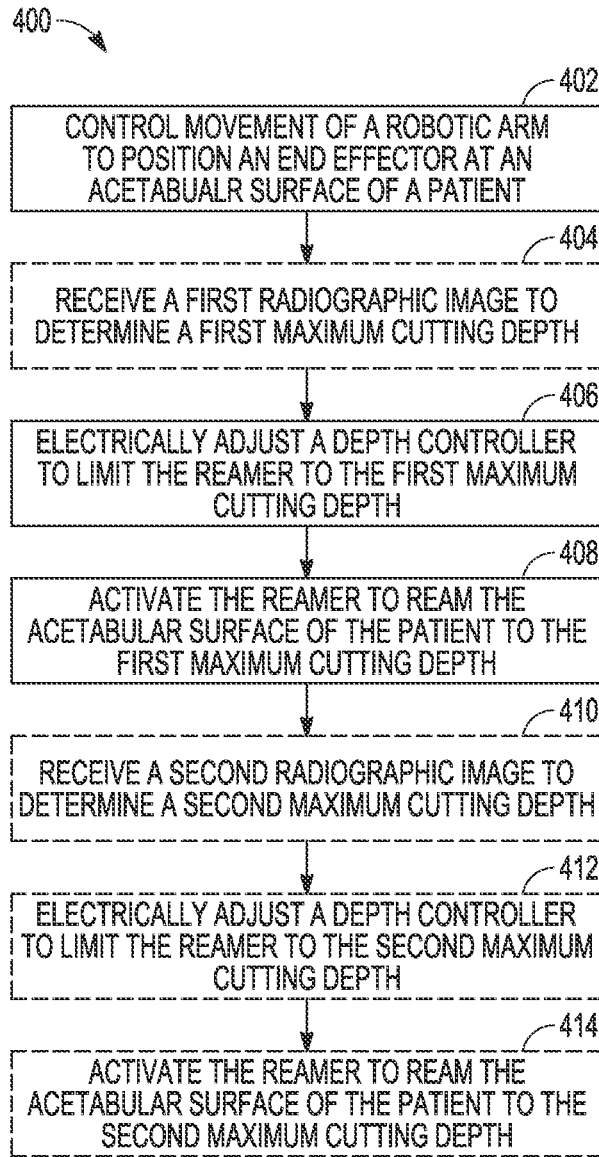 400
402
CONTROL MOVEMENT OF A ROBOTIC ARM
TO POSITION AN END EFFECTOR AT AN
ACETABUALR SURFACE OF A PATIENT
404
RECEIVE A FIRST RADIOGRAPHIC IMAGE TO
DETERMINE A FIRST MAXIMUM CUTTING DEPTH
406
ELECTRICALLY ADJUST A DEPTH CONTROLLER
TO LIMIT THE REAMER TO THE FIRST MAXIMUM
CUTTING DEPTH
408
ACTIVATE THE REAMER TO REAM THE
ACETABULAR SURFACE OF THE PATIENT TO THE
FIRST MAXIMUM CUTTING DEPTH
410
RECEIVE A SECOND RADIOGRAPHIC IMAGE TO
DETERMINE A SECOND MAXIMUM CUTTING DEPTH
412
ELECTRICALLY ADJUST A DEPTH CONTROLLER
TO LIMIT THE REAMER TO THE SECOND MAXIMUM
CUTTING DEPTH
414
ACTIVATE THE REAMER TO REAM THE
ACETABULAR SURFACE OF THE PATIENT TO THE
SECOND MAXIMUM CUTTING DEPTH